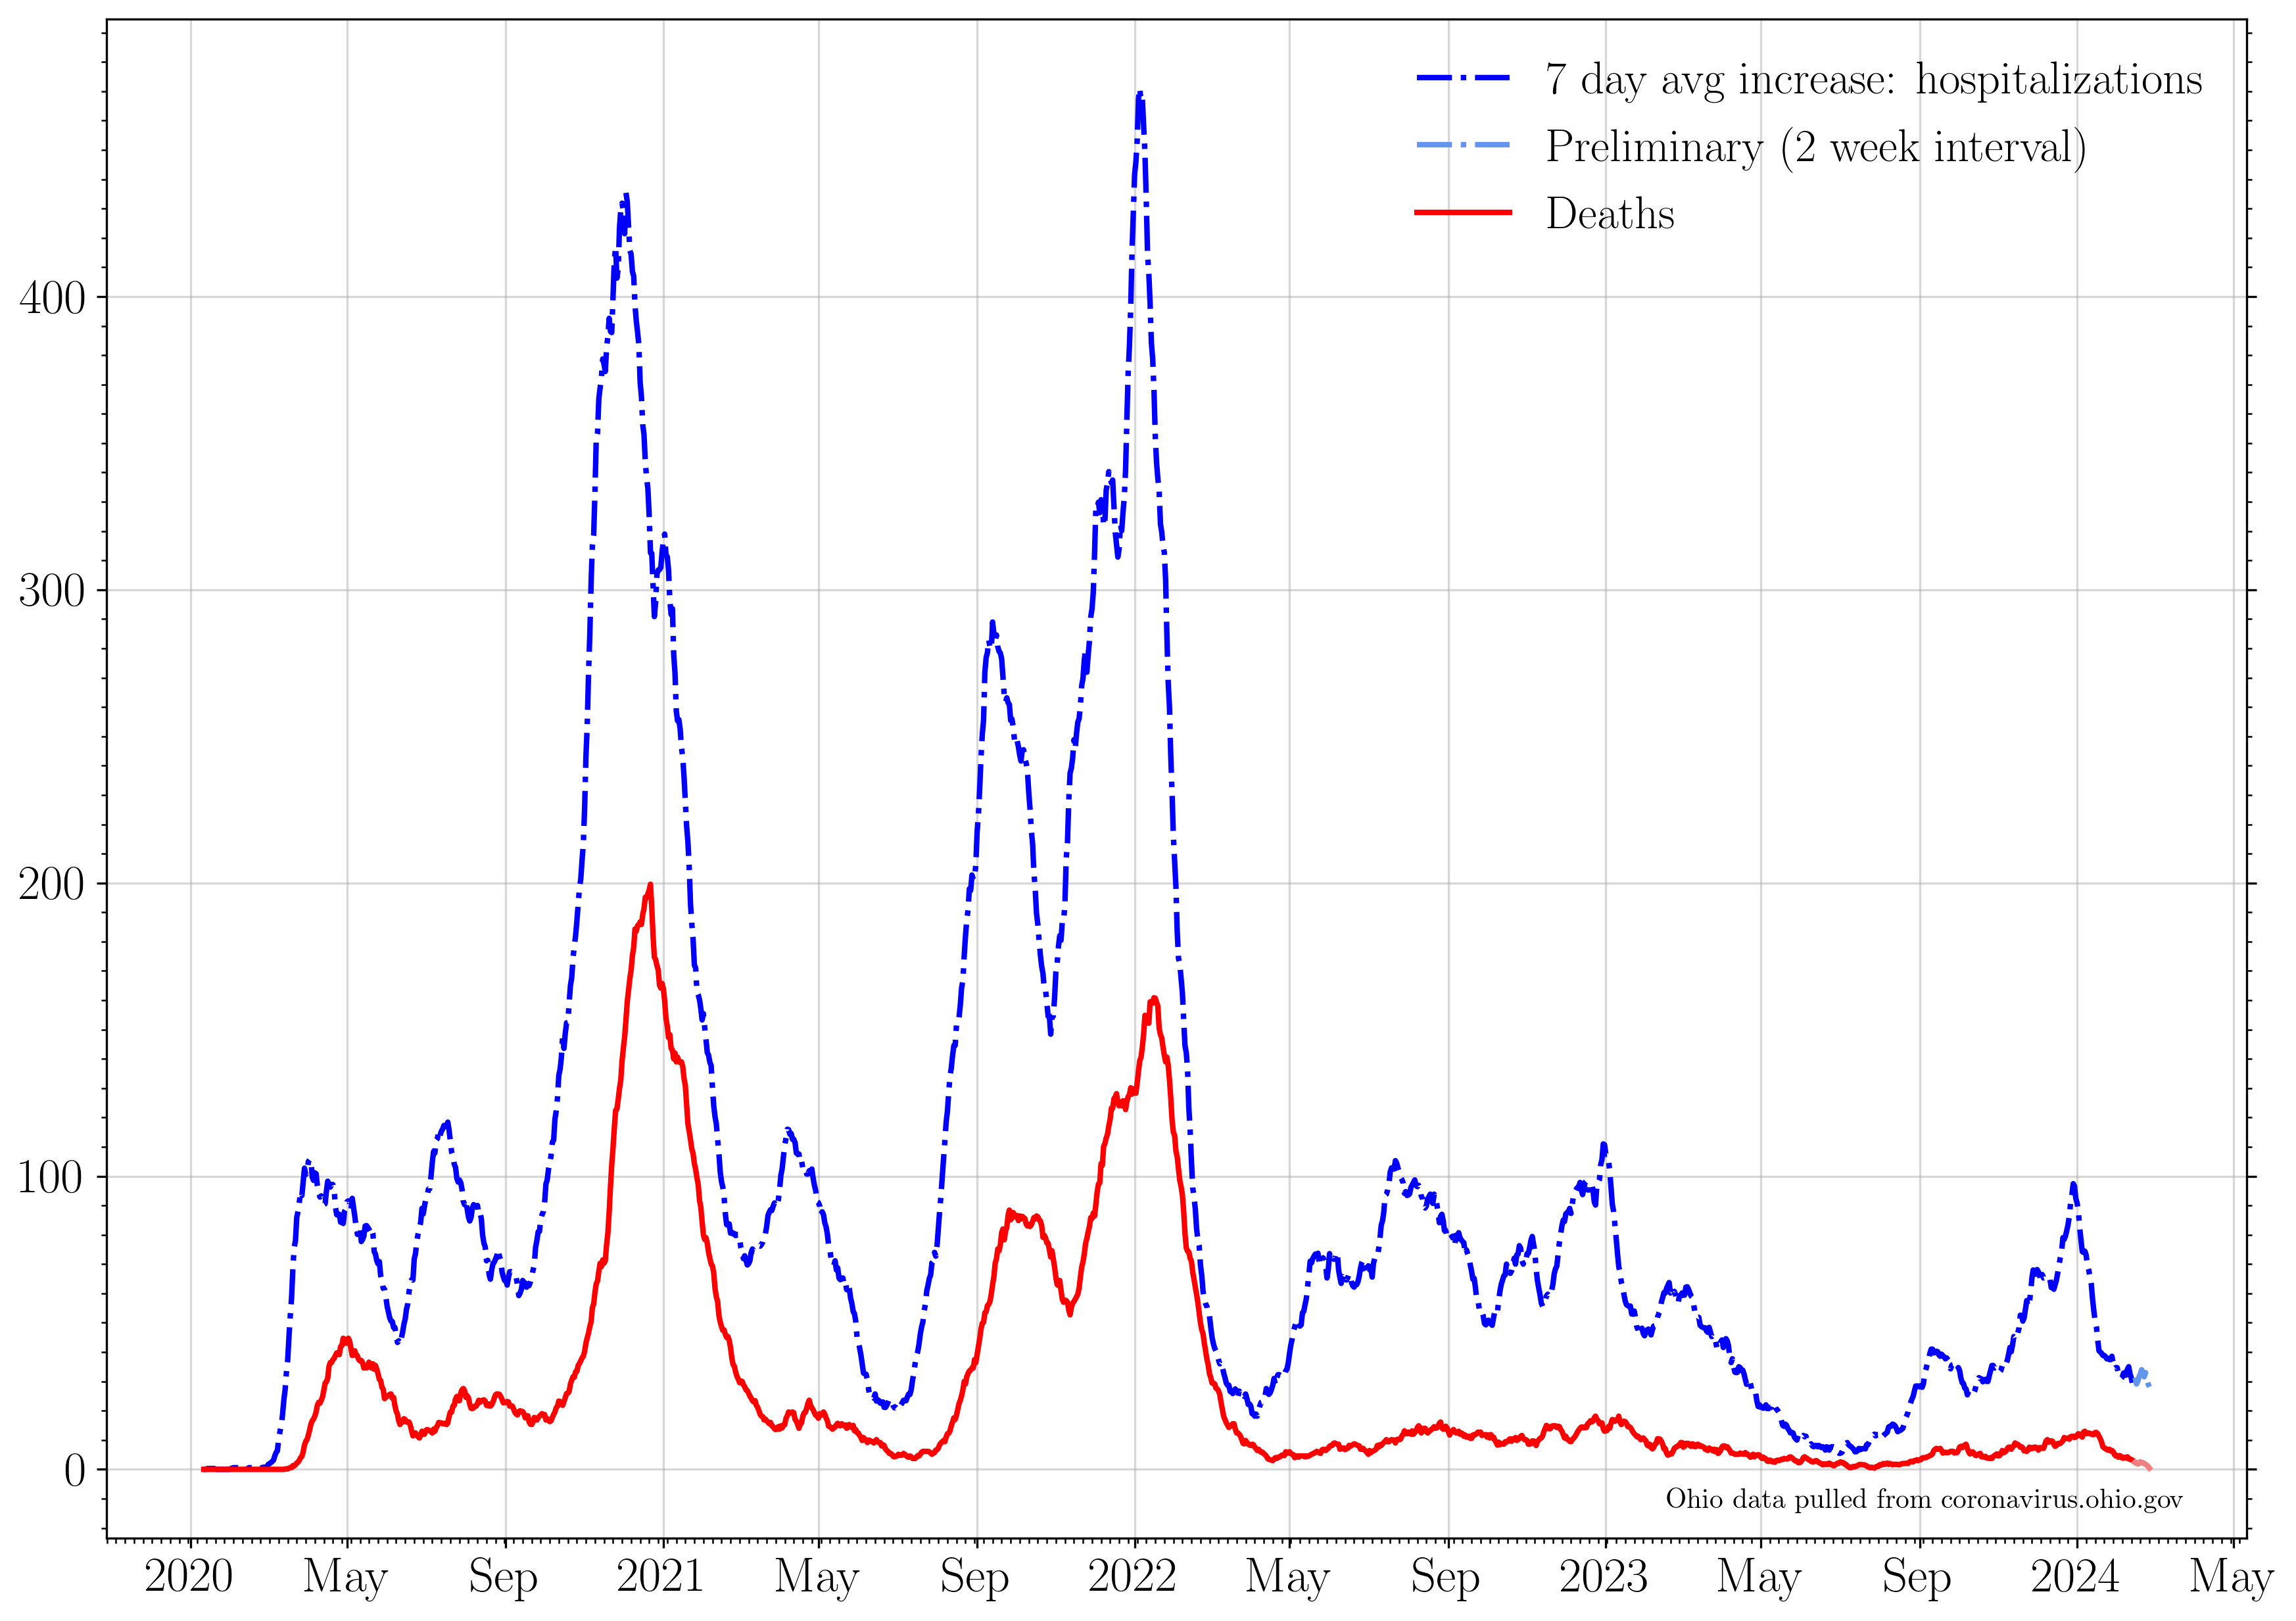 7 day avg increase: hospitalizations
Preliminary (2 week interval)
Deaths
400
300
200
100
0
Ohio data pulled from coronavirus.ohio.gov
2020 May Sep 2021 May Sep 2022 May Sep 2023 May Sep 2024 May